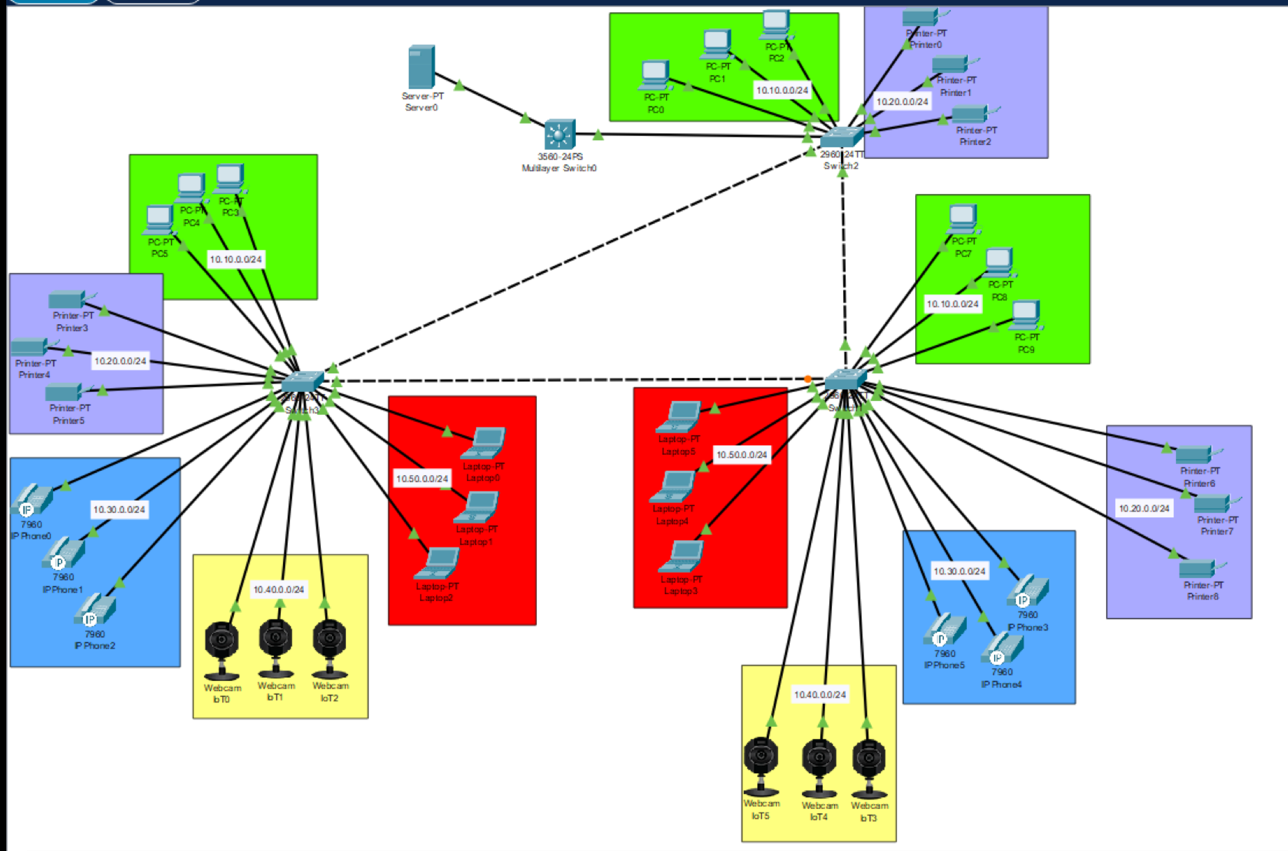 PC-PT
PC2
Printer-PT
Printer0
PC-PT
PC1
Printer-PT
Printer1
Server-PT
Server0
PC-PT
PC0
10.10.0.0/24
10.20.0.0/24
Printer-PT
Printer2
3560-24PS
Multilayer Switch0
2960-24TT
Switch2
PC-PT
PC3
PC-PT
PC4
PC-PT
PC5
10.10.0.0/24
PC-PT
PC7
PC-PT
PC8
10.10.0.0/24
PC-PT
PC9
Printer-PT
Printer3
10.20.0.0/24
Printer-PT
Printer4
Printer-PT
Printer5
Switch3
Laptop-PT
Laptop5
10.50.0.0/24
Laptop-PT
Laptop4
Laptop-PT
Laptop3
Laptop-PT
Laptop0
10.50.0.0/24
Laptop-PT
Laptop1
Laptop-PT
Laptop2
Printer-PT
Printer6
10.20.0.0/24
Printer-PT
Printer7
Printer-PT
Printer8
IP
7960
IP Phone0
10.30.0.0/24
IP
7960
IP Phone1
IP
7960
IP Phone2
10.40.0.0/24
Webcam
IoT0
Webcam
IoT1
Webcam
IoT2
10.30.0.0/24
IP
7960
IP Phone3
IP
7960
IP Phone5
IP
7960
IP Phone4
10.40.0.0/24
Webcam
IoT5
Webcam
IoT4
Webcam
IoT3